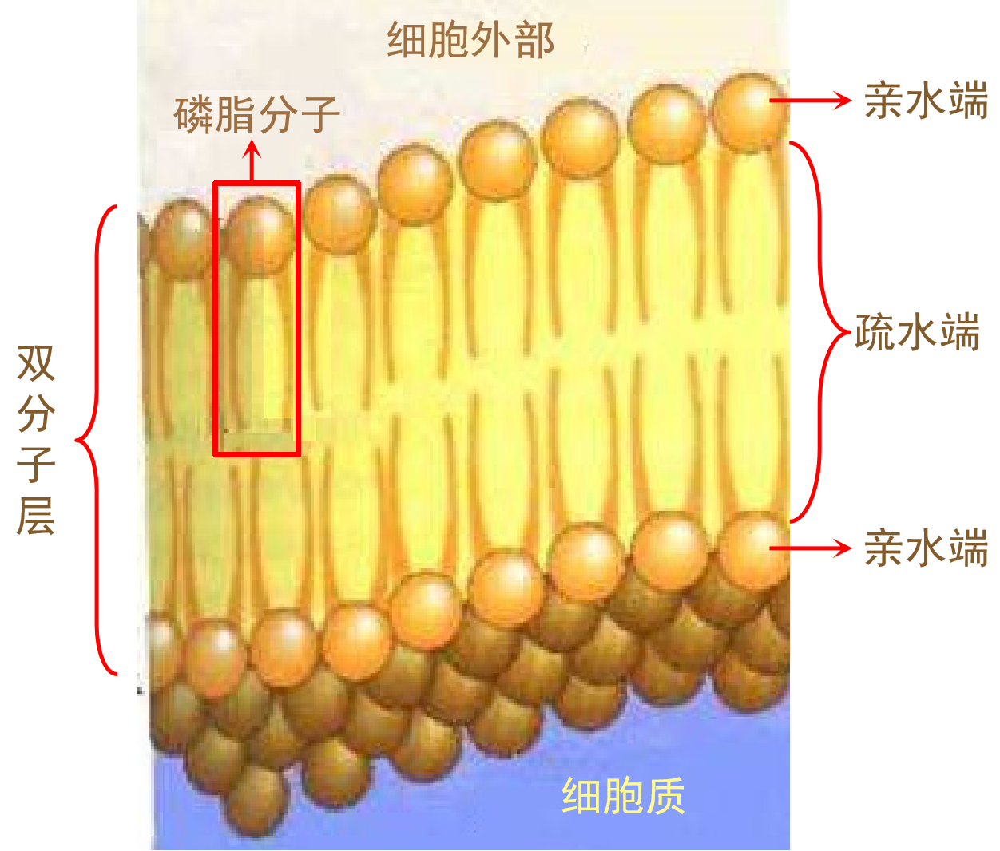 细胞外部
亲水端
磷脂分子
疏水端
双分子层
亲水端
细胞质